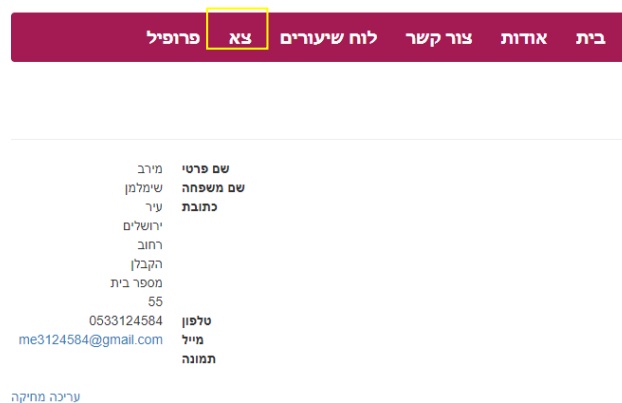 בית אודות צור קשר לוח שיעורים צא פרופיל
שם פרטי מירב
שם משפחה שימלמן
כתובת עיר
ירושלים
רחוב
הקבלן
מספר בית
55
טלפון 0533124584
מייל me3124584@gmail.com
תמונה
עריכה מחיקה